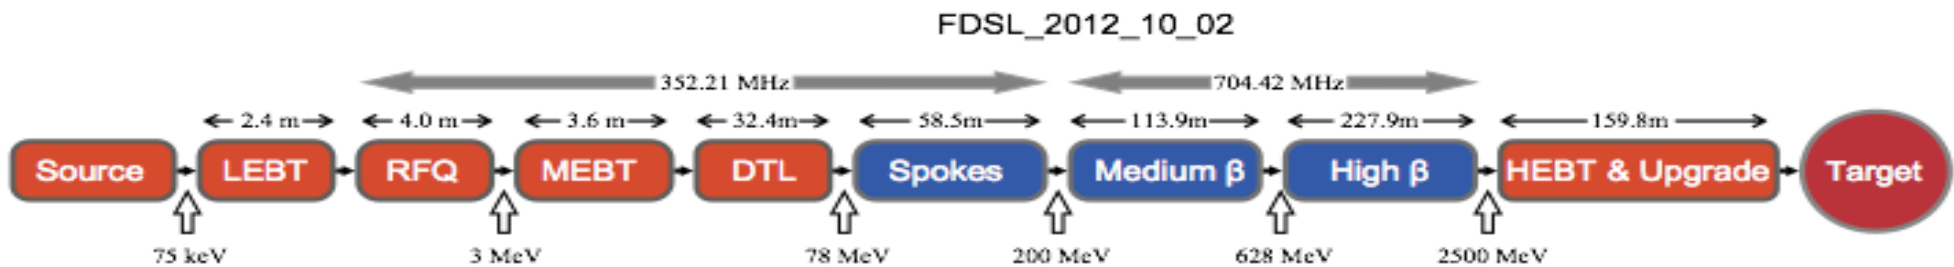 FDSL_2012_10_02
352.21 MHz 704.42 MHz
2.4 m 4.0 m 3.6 m 32.4m 58.5m 113.9m 227.9m 159.8m
Source LEBT RFQ MEBT DTL Spokes Medium β High β HEBT & Upgrade Target
75 keV 3 MeV 78 MeV 200 MeV 628 MeV 2500 MeV